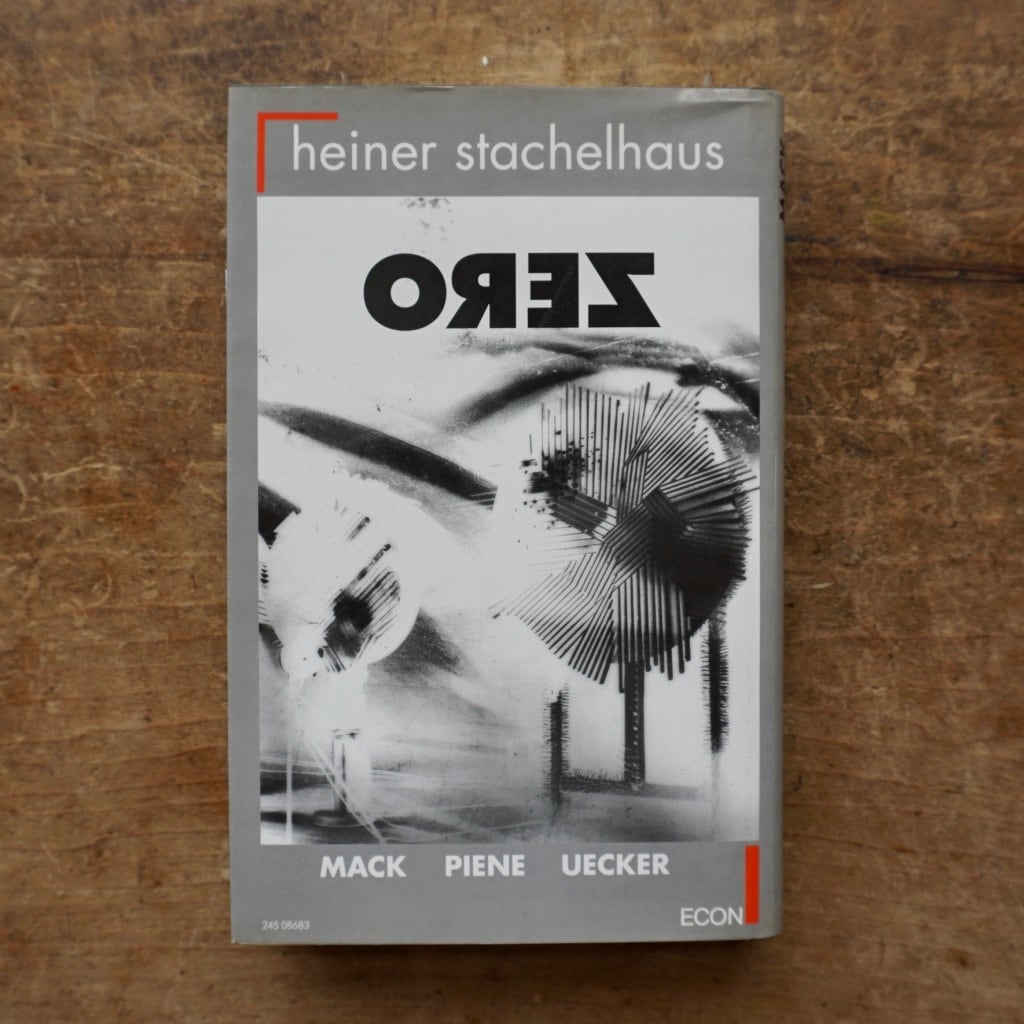 heiner stachelhaus
ZERO
MACK PIENE UECKER
ECON
245 08683